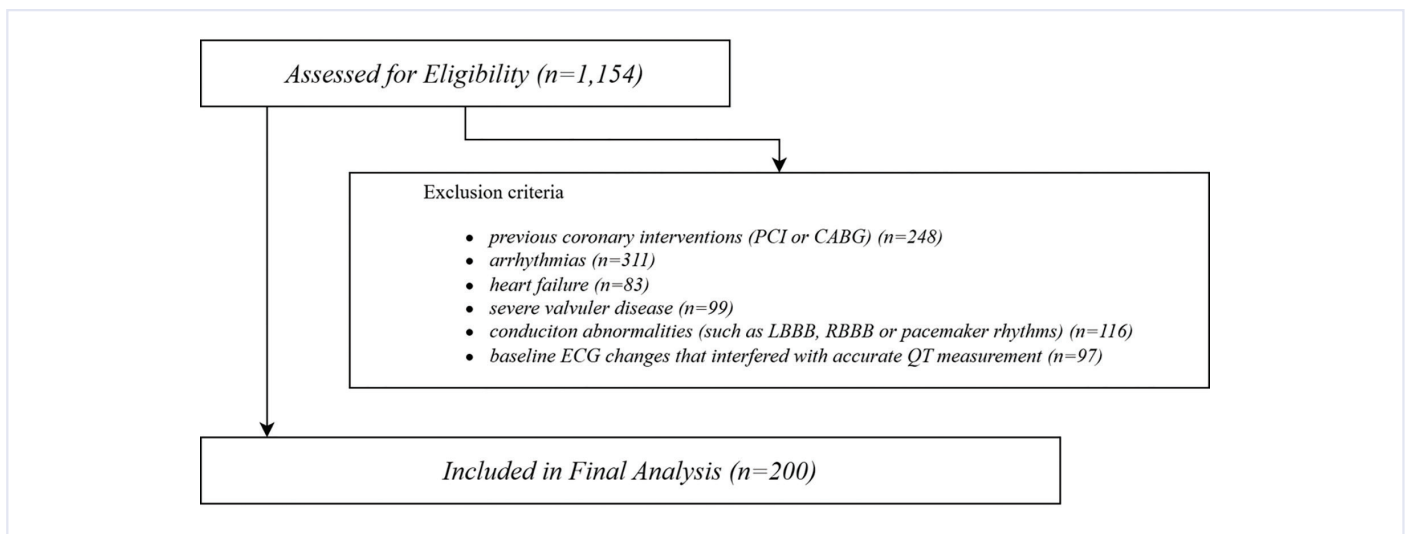 Assessed for Eligibility (n=1,154)
Exclusion criteria
• previous coronary interventions (PCI or CABG) (n=248)
• arrhythmias (n=311)
• heart failure (n=83)
• severe valvuler disease (n=99)
• conduciton abnormalities (such as LBBB, RBBB or pacemaker rhythms) (n=116)
• baseline ECG changes that interfered with accurate QT measurement (n=97)
Included in Final Analysis (n=200)